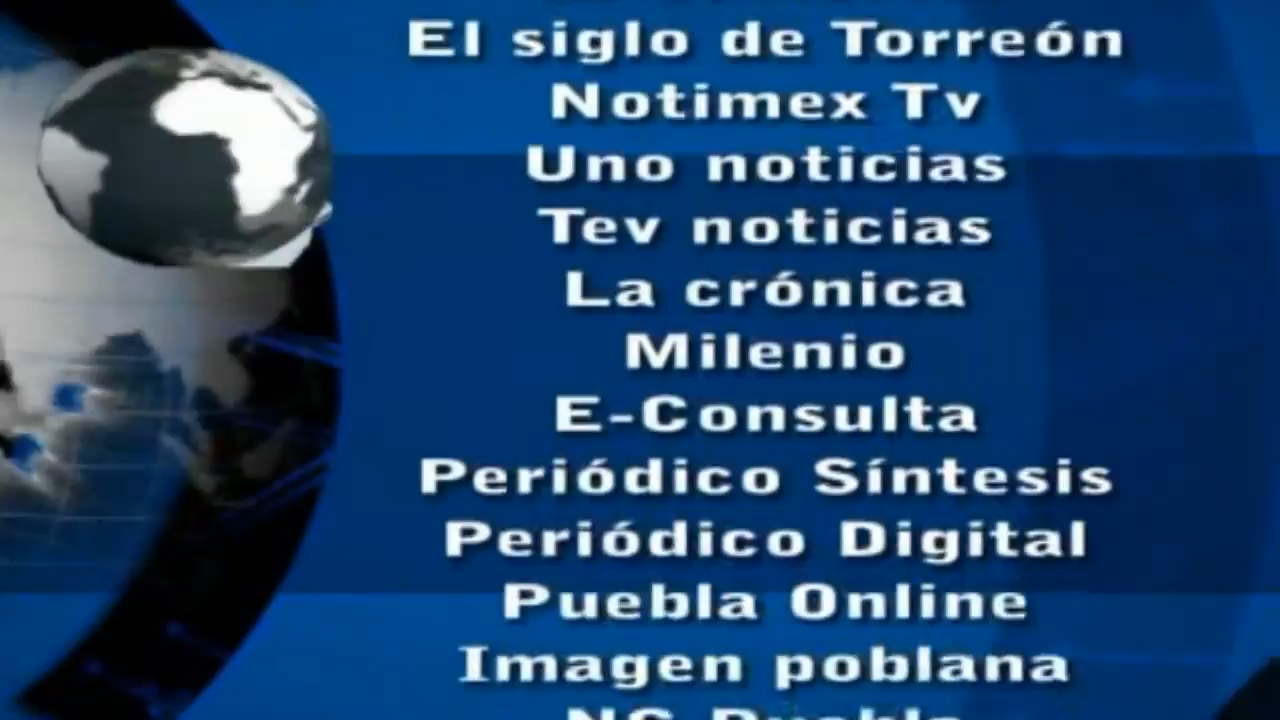 El siglo de Torreón
Notimex Tv
Uno noticias
Tev noticias
La crónica
Milenio
E-Consulta
Periódico Síntesis
Periódico Digital
Puebla Online
Imagen poblana